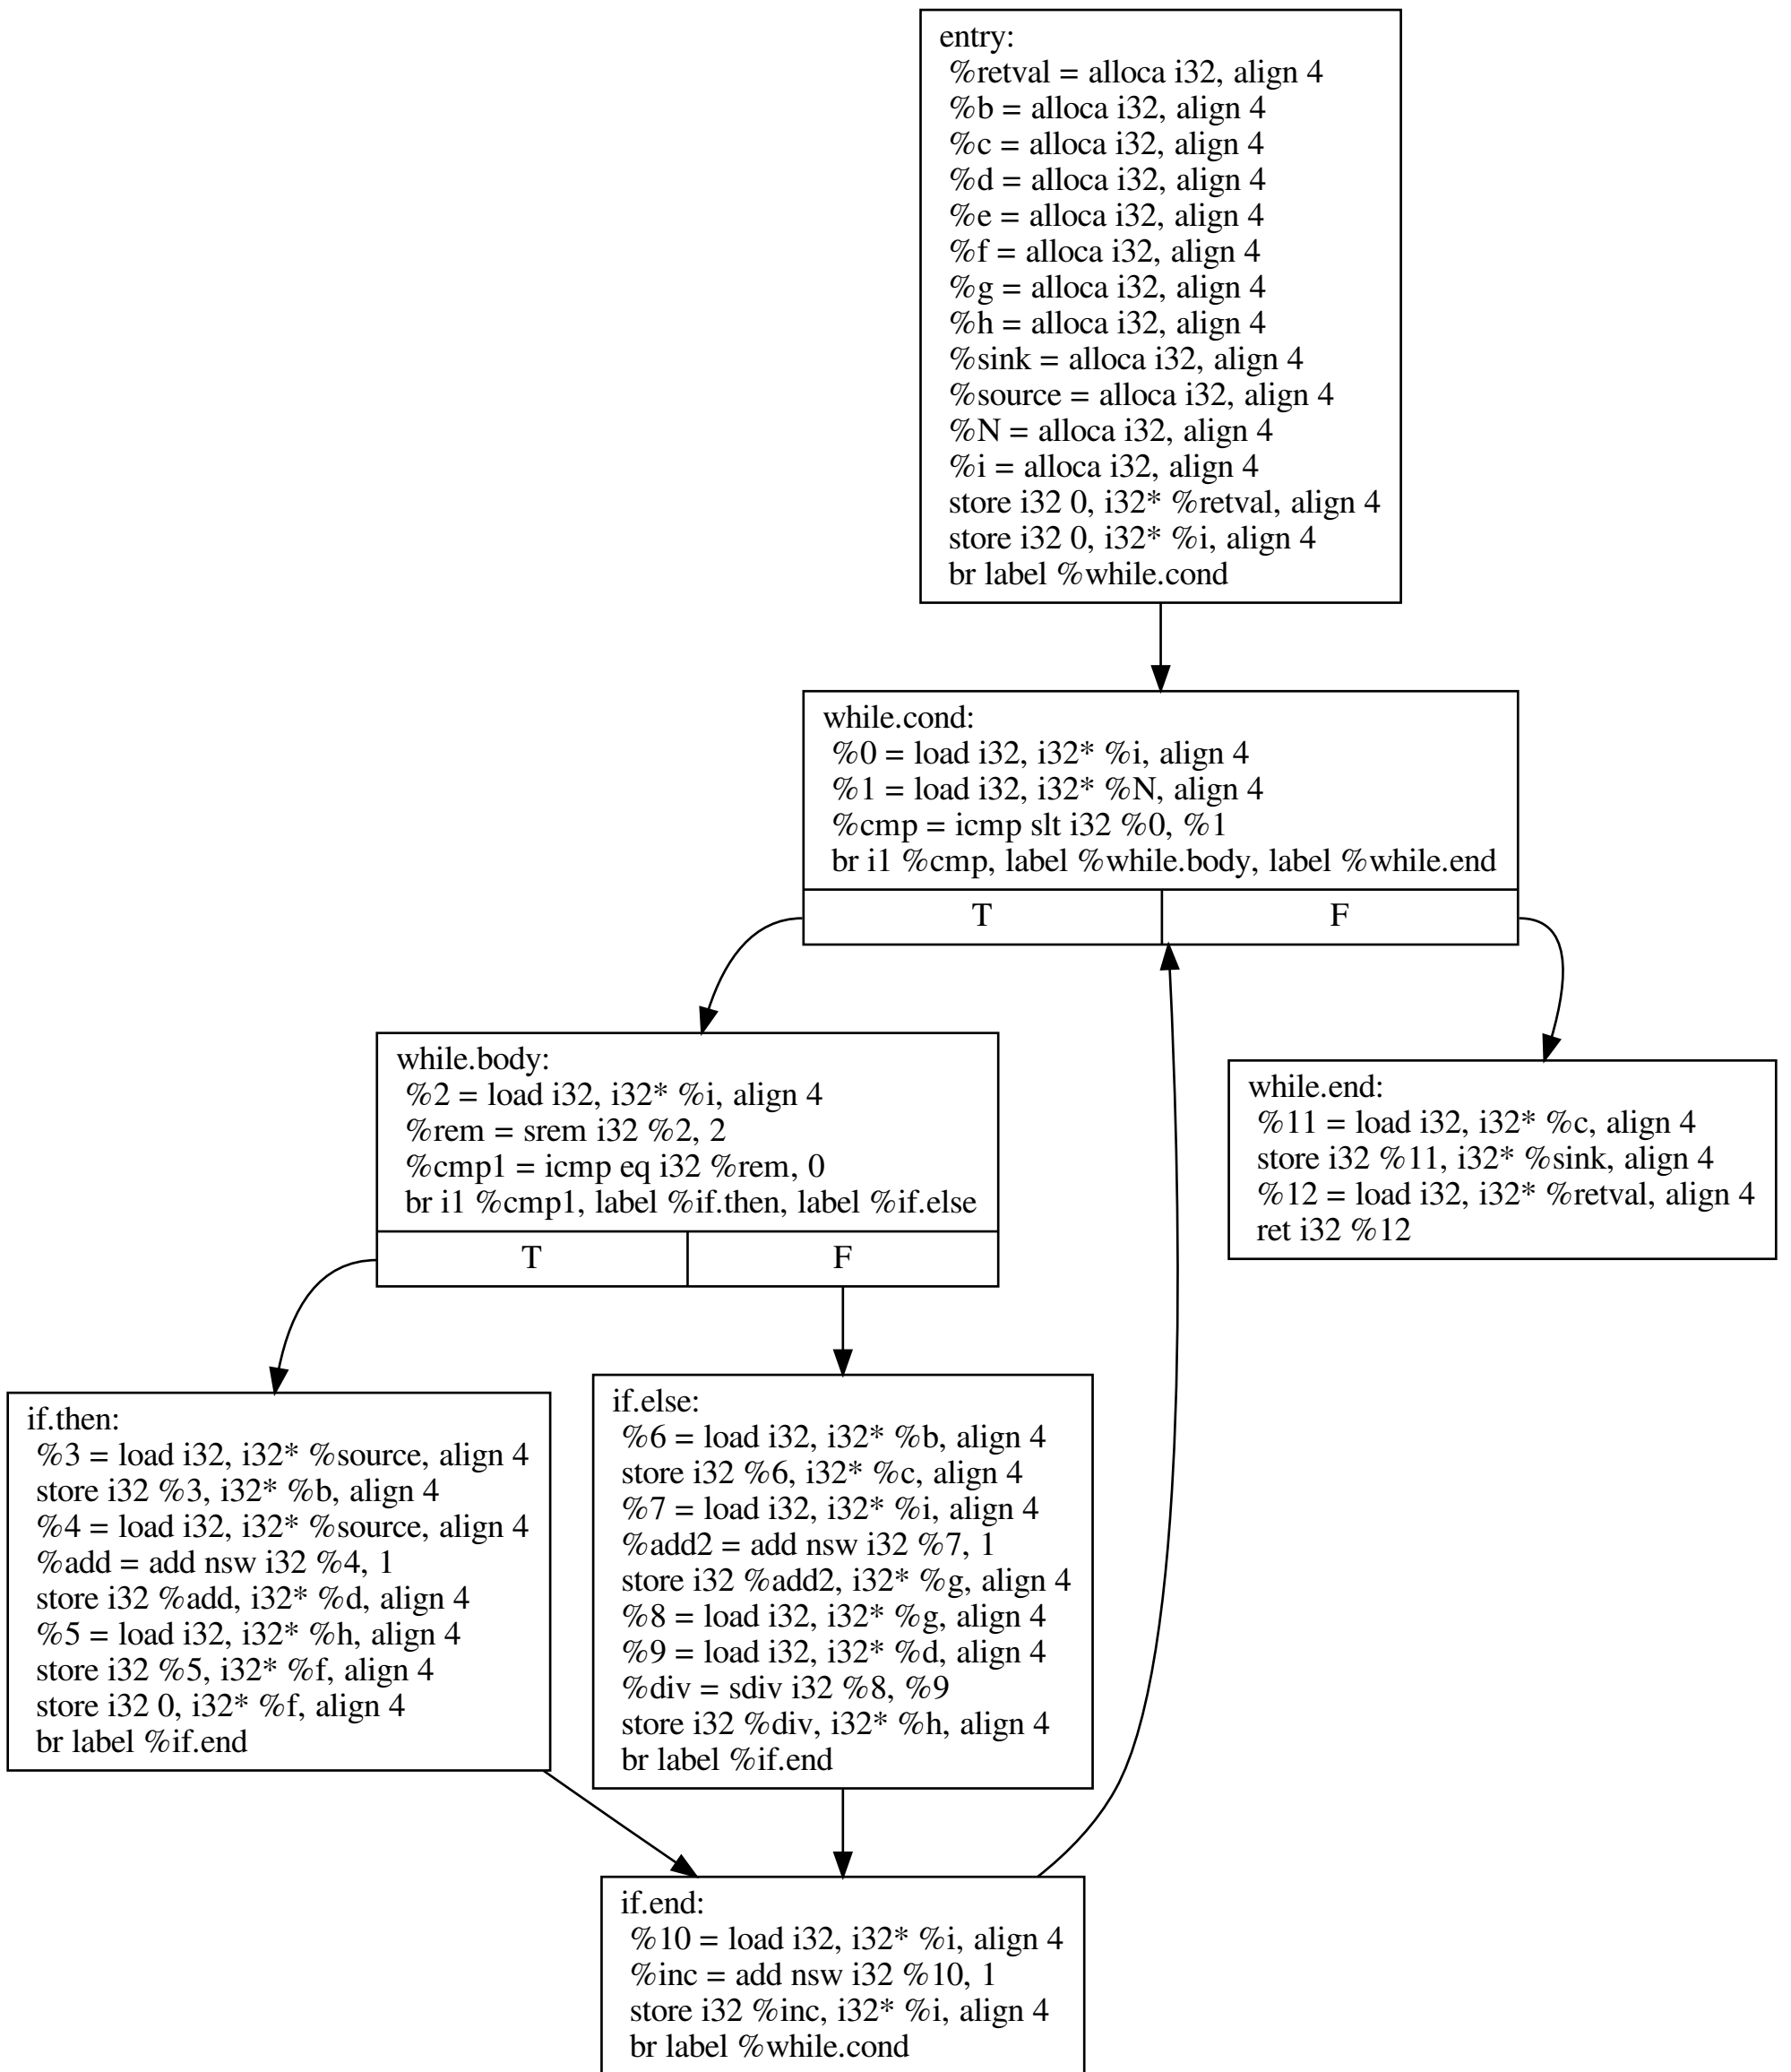 entry:
%retval = alloca i32, align 4
%b = alloca i32, align 4
%c = alloca i32, align 4
%d = alloca i32, align 4
%e = alloca i32, align 4
%f = alloca i32, align 4
%g = alloca i32, align 4
%h = alloca i32, align 4
%sink = alloca i32, align 4
%source = alloca i32, align 4
%N = alloca i32, align 4
%i = alloca i32, align 4
store i32 0, i32* %retval, align 4
store i32 0, i32* %i, align 4
br label %while.cond
while.cond:
%0 = load i32, i32* %i, align 4
%1 = load i32, i32* %N, align 4
%cmp = icmp slt i32 %0, %1
br i1 %cmp, label %while.body, label %while.end
T
F
while.body:
%2 = load i32, i32* %i, align 4
%rem = srem i32 %2, 2
%cmp1 = icmp eq i32 %rem, 0
br i1 %cmp1, label %if.then, label %if.else
T
F
while.end:
%11 = load i32, i32* %c, align 4
store i32 %11, i32* %sink, align 4
%12 = load i32, i32* %retval, align 4
ret i32 %12
if.then:
%3 = load i32, i32* %source, align 4
store i32 %3, i32* %b, align 4
%4 = load i32, i32* %source, align 4
%add = add nsw i32 %4, 1
store i32 %add, i32* %d, align 4
%5 = load i32, i32* %h, align 4
store i32 %5, i32* %f, align 4
store i32 0, i32* %f, align 4
br label %if.end
if.else:
%6 = load i32, i32* %b, align 4
store i32 %6, i32* %c, align 4
%7 = load i32, i32* %i, align 4
%add2 = add nsw i32 %7, 1
store i32 %add2, i32* %g, align 4
%8 = load i32, i32* %g, align 4
%9 = load i32, i32* %d, align 4
%div = sdiv i32 %8, %9
store i32 %div, i32* %h, align 4
br label %if.end
if.end:
%10 = load i32, i32* %i, align 4
%inc = add nsw i32 %10, 1
store i32 %inc, i32* %i, align 4
br label %while.cond